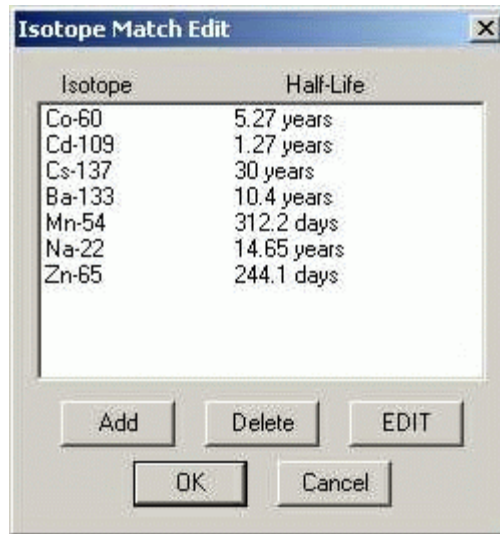 Isotope Match Edit
Isotope Half-Life
Co-60 5.27 years
Cd-109 1.27 years
Cs-137 30 years
Ba-133 10.4 years
Mn-54 312.2 days
Na-22 14.65 years
Zn-65 244.1 days
Add Delete EDIT
OK Cancel